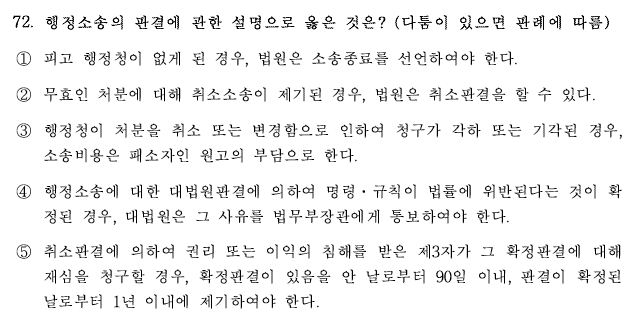 72. 행정소송의 판결에 관한 설명으로 옳은 것은? (다툼이 있으면 판례에 따름)
① 피고 행정청이 없게 된 경우, 법원은 소송종료를 선언하여야 한다.
② 무효인 처분에 대해 취소소송이 제기된 경우, 법원은 취소판결을 할 수 있다.
③ 행정청이 처분을 취소 또는 변경함으로 인하여 청구가 각하 또는 기각된 경우,
소송비용은 패소자인 원고의 부담으로 한다.
④ 행정소송에 대한 대법원판결에 의하여 명령·규칙이 법률에 위반된다는 것이 확
정된 경우, 대법원은 그 사유를 법무부장관에게 통보하여야 한다.
⑤ 취소판결에 의하여 권리 또는 이익의 침해를 받은 제3자가 그 확정판결에 대해
재심을 청구할 경우, 확정판결이 있음을 안 날로부터 90일 이내, 판결이 확정된
날로부터 1년 이내에 제기하여야 한다.